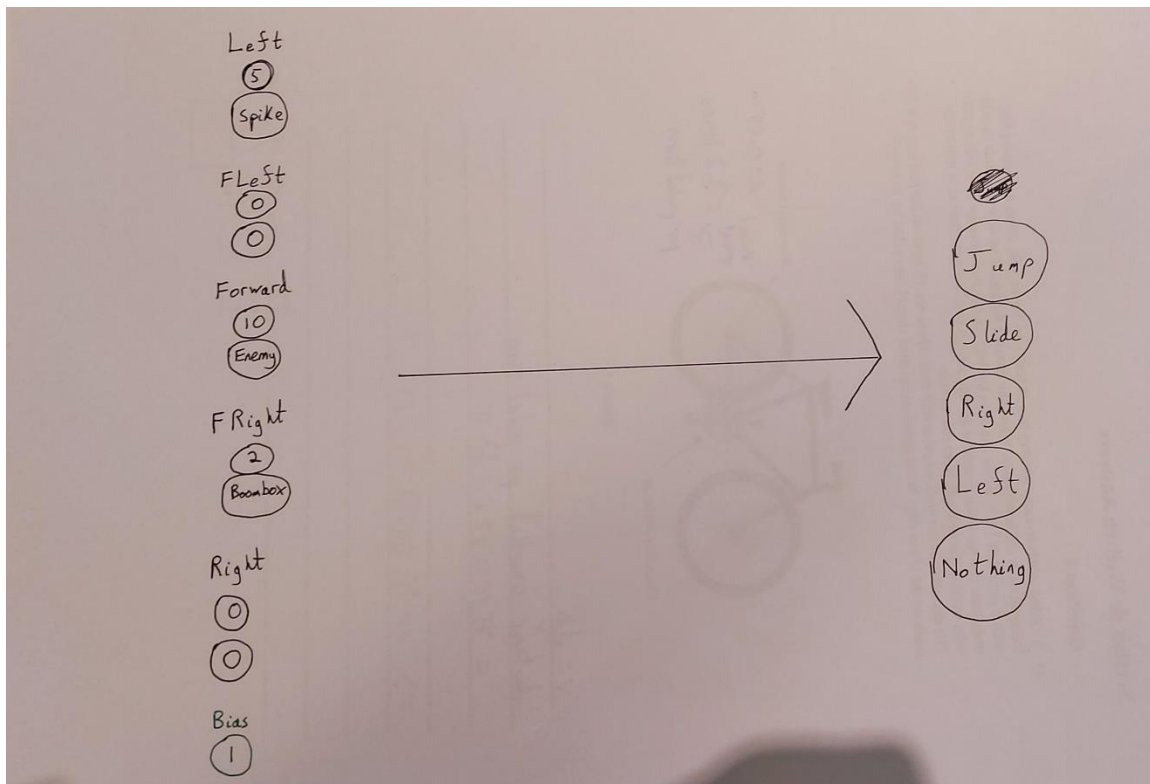 Left
5
Spike
FLeft
0
0
Forward
10
Enemy
FRight
2
Boombox
Right
0
0
Bias
1
Jump
Slide
Right
Left
Nothing